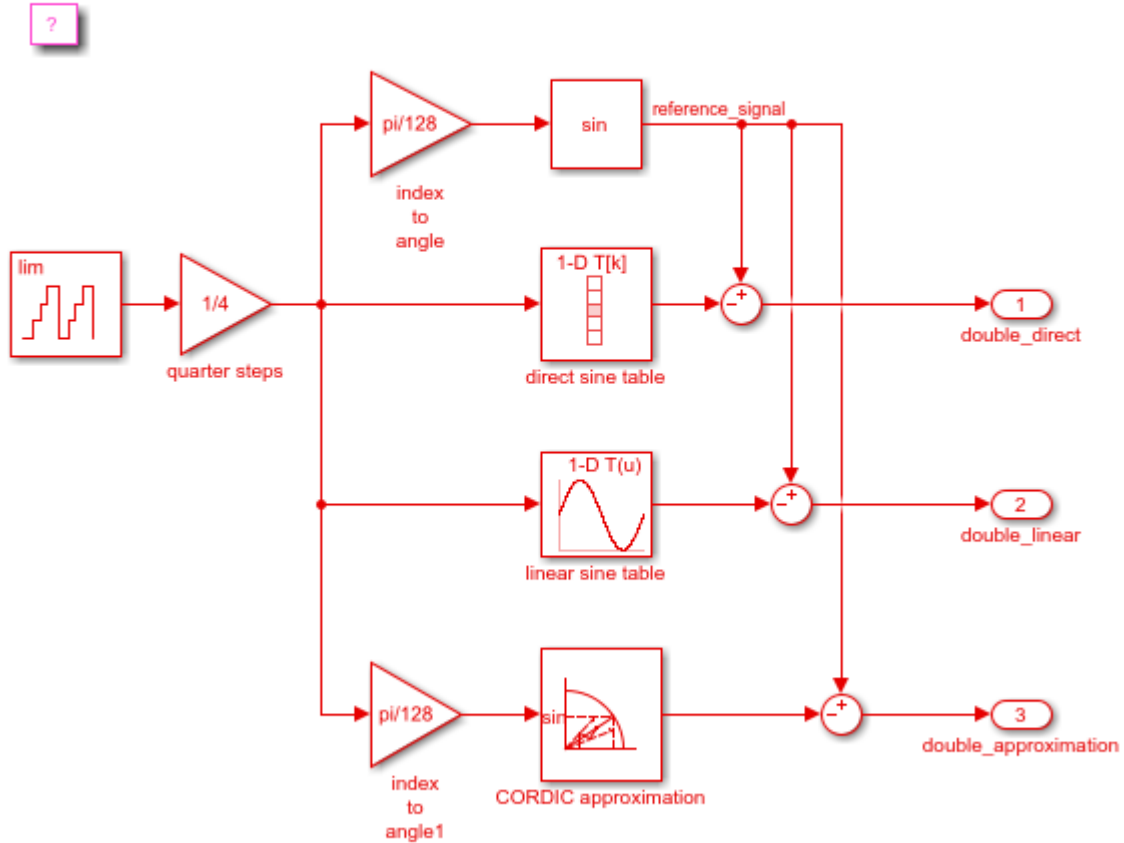 ?
pi/128
index
to
angle
sin
reference_signal
lim
1/4
quarter steps
1-D T[k]
direct sine table
- +
1
double_direct
1-D T(u)
linear sine table
- +
2
double_linear
pi/128
index
to
angle1
sin
CORDIC approximation
- +
3
double_approximation